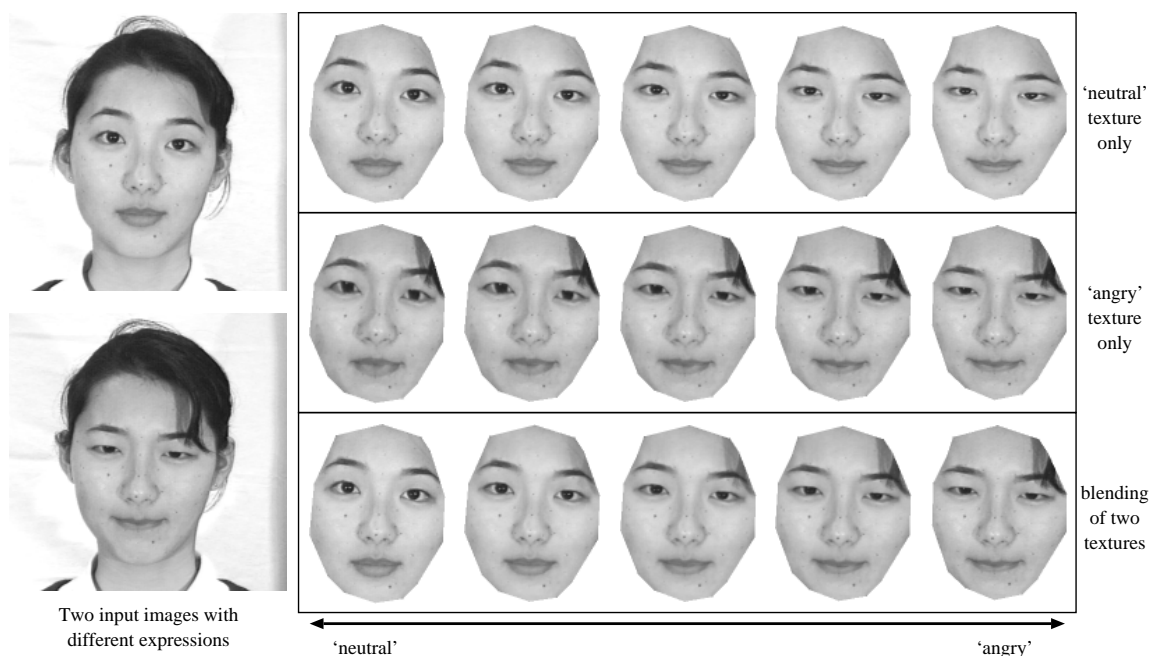 ‘neutral’
texture
only
‘angry’
texture
only
blending
of two
textures
Two input images with
different expressions
‘neutral’
‘angry’